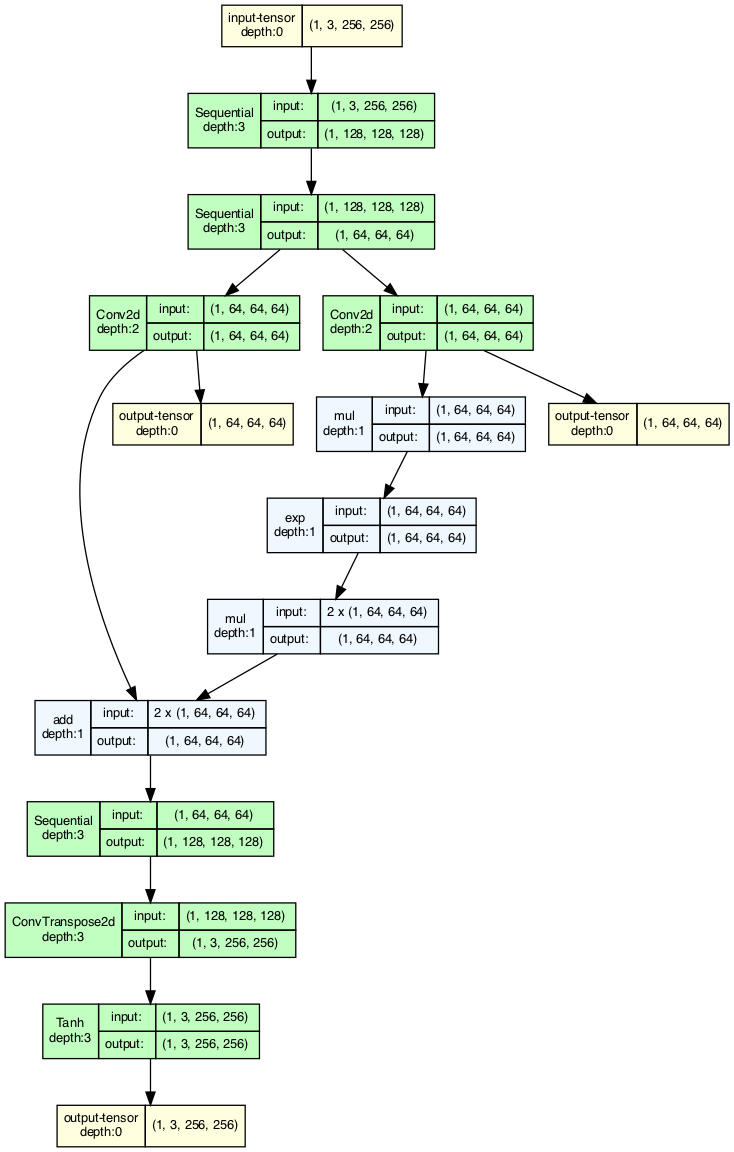 input-tensor
depth:0
(1, 3, 256, 256)
Sequential
depth:3
input:
(1, 3, 256, 256)
output:
(1, 128, 128, 128)
Sequential
depth:3
input:
(1, 128, 128, 128)
output:
(1, 64, 64, 64)
Conv2d
depth:2
input:
(1, 64, 64, 64)
output:
(1, 64, 64, 64)
Conv2d
depth:2
input:
(1, 64, 64, 64)
output:
(1, 64, 64, 64)
output-tensor
depth:0
(1, 64, 64, 64)
mul
depth:1
input:
(1, 64, 64, 64)
output:
(1, 64, 64, 64)
output-tensor
depth:0
(1, 64, 64, 64)
exp
depth:1
input:
(1, 64, 64, 64)
output:
(1, 64, 64, 64)
mul
depth:1
input:
2 x (1, 64, 64, 64)
output:
(1, 64, 64, 64)
add
depth:1
input:
2 x (1, 64, 64, 64)
output:
(1, 64, 64, 64)
Sequential
depth:3
input:
(1, 64, 64, 64)
output:
(1, 128, 128, 128)
ConvTranspose2d
depth:3
input:
(1, 128, 128, 128)
output:
(1, 3, 256, 256)
Tanh
depth:3
input:
(1, 3, 256, 256)
output:
(1, 3, 256, 256)
output-tensor
depth:0
(1, 3, 256, 256)